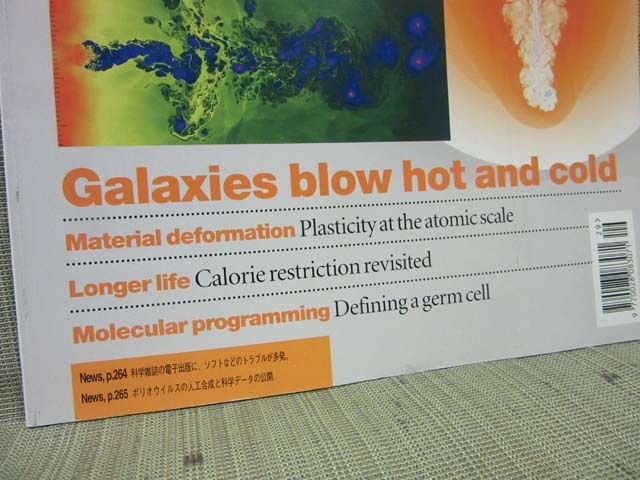 Galaxies blow hot and cold
Material deformation Plasticity at the atomic scale
Longer life Calorie restriction revisited
Molecular programming Defining a germ cell
News, p.264 科学雑誌の電子出版に、ソフトなどのトラブルが多発。
News, p.265 ポリオウイルスの人工合成と科学データの公開
29>